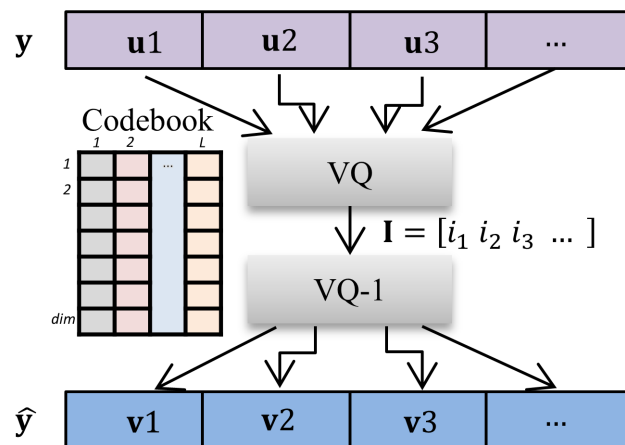 y u1 u2 u3 ...
Codebook
1 2 L
1 ...
2
dim
VQ
I = [i₁ i₂ i₃ ... ]
VQ-1
ŷ v1 v2 v3 ...